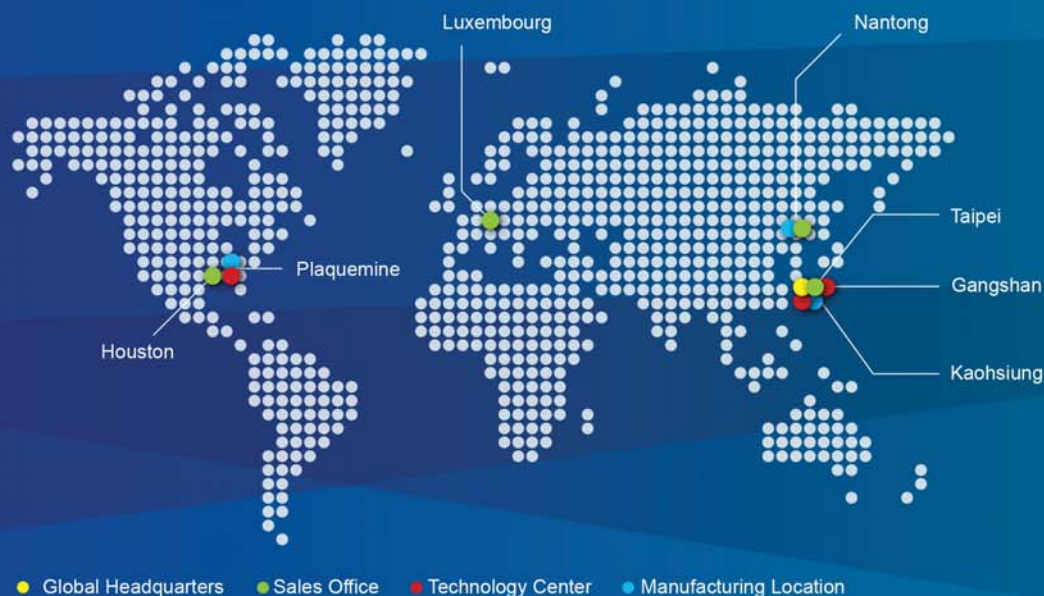 Luxembourg
Nantong
Taipei
Plaquemine
Gangshan
Houston
Kaohsiung
Global Headquarters Sales Office Technology Center Manufacturing Location